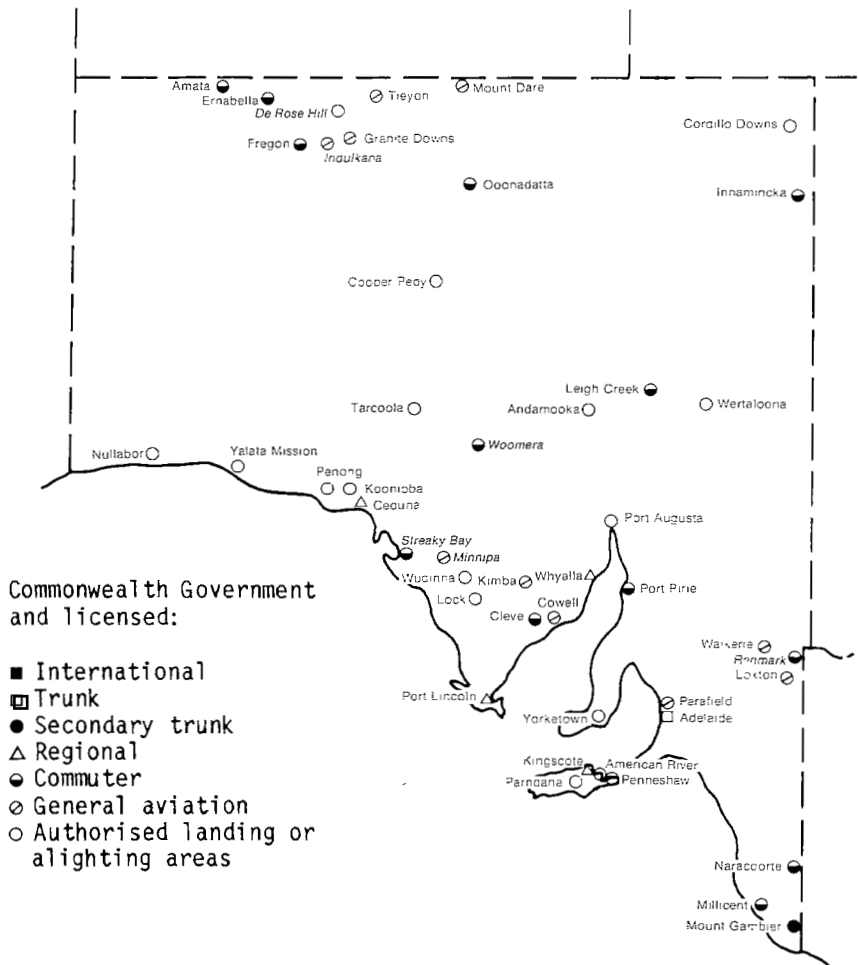 Amata
Ernabella
De Rose Hill
Tieyon
Mount Dare
Cordillo Downs
Fregon
Indulkana
Granite Downs
Oodnadatta
Innamincka
Coober Pedy
Leigh Creek
Tarcoola
Andamooka
Wertaloona
Woomera
Nullabor
Yalata Mission
Penong
Koonibba
Ceduna
Port Augusta
Streaky Bay
Minnipa
Wudinna
Kimba
Whyalla
Lock
Cleve
Cowell
Port Pirie
Commonwealth Government
and licensed:
International
Trunk
Secondary trunk
Regional
Commuter
General aviation
Authorised landing or
alighting areas
Waikerie
Renmark
Loxton
Port Lincoln
Yorketown
Parafield
Adelaide
Kingscote
American River
Parndana
Penneshaw
Naracoorte
Millicent
Mount Gambier